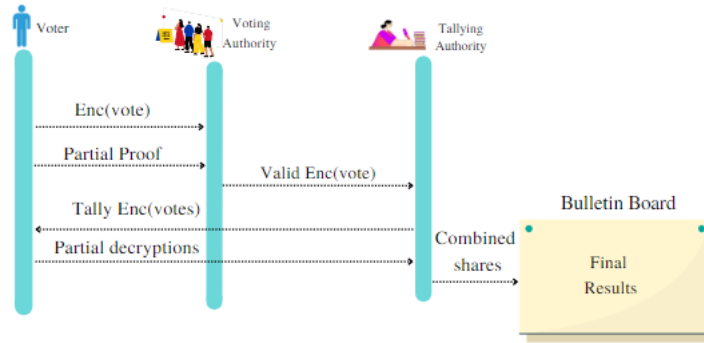 Voter
Voting
Authority
Tallying
Authority
Enc(vote)
Partial Proof
Valid Enc(vote)
Tally Enc(votes)
Partial decryptions
Combined
shares
Bulletin Board
Final
Results